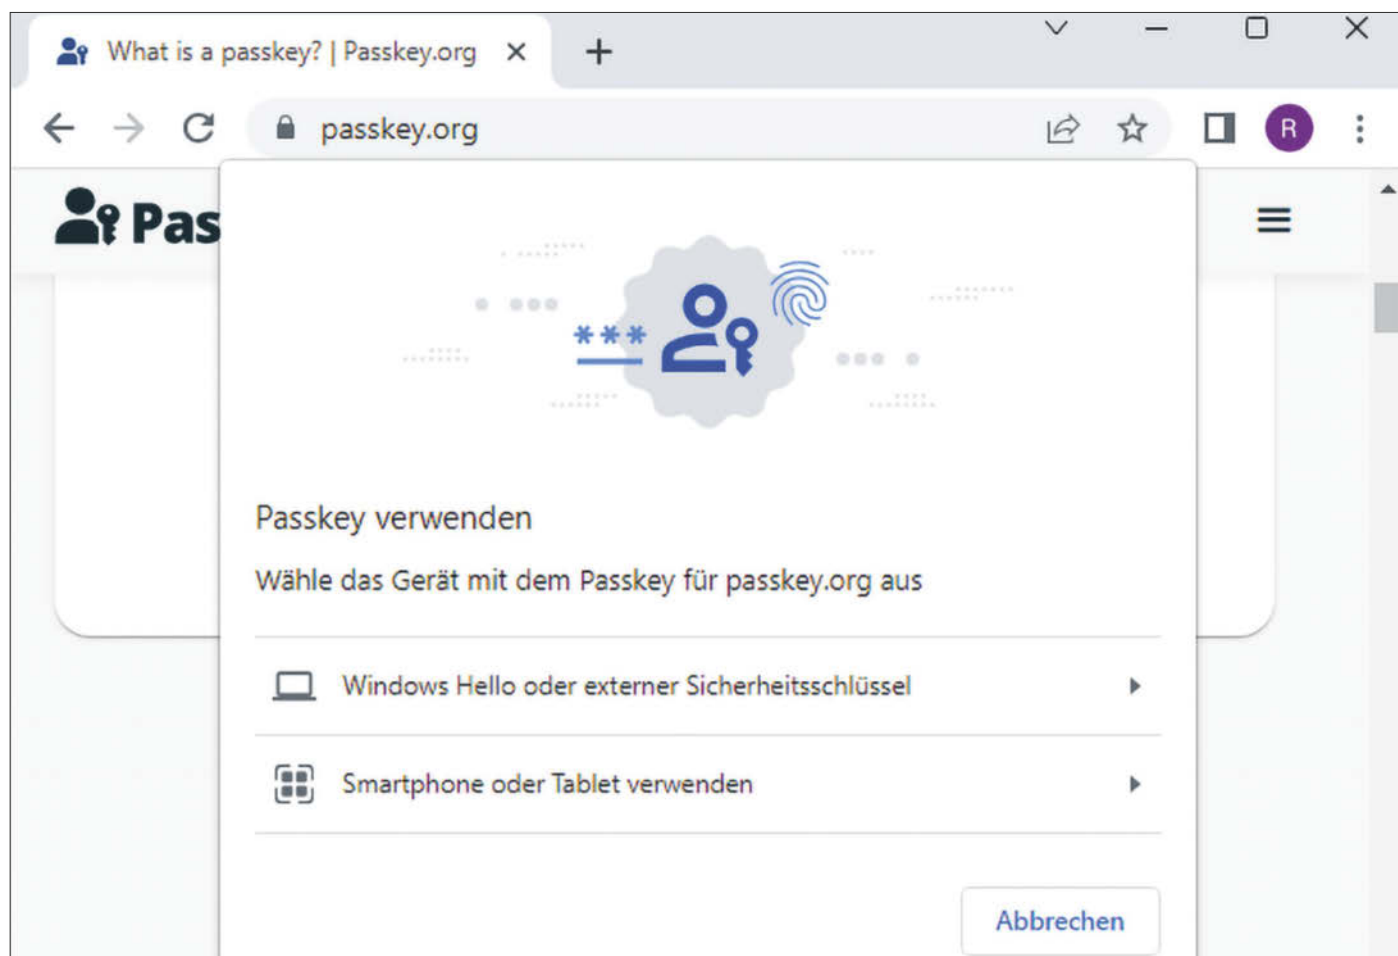 What is a passkey? | Passkey.org
passkey.org
R
Pas
***
Passkey verwenden
Wähle das Gerät mit dem Passkey für passkey.org aus
Windows Hello oder externer Sicherheitsschlüssel
Smartphone oder Tablet verwenden
Abbrechen